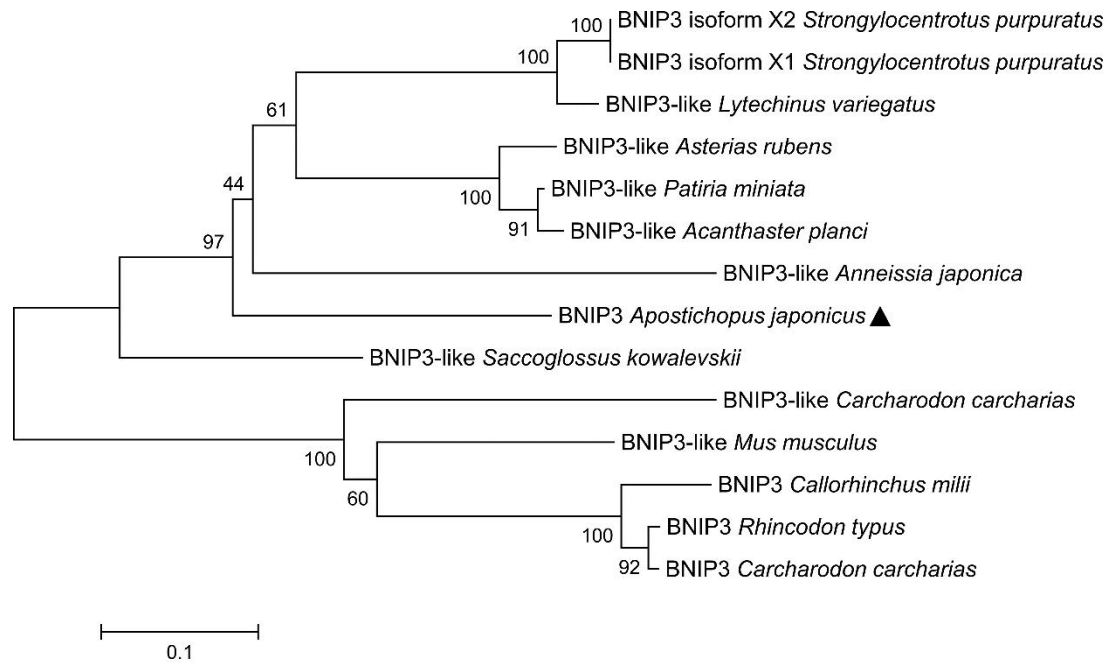 BNIP3 isoform X2 Strongylocentrotus purpuratus
100
BNIP3 isoform X1 Strongylocentrotus purpuratus
100
BNIP3-like Lytechinus variegatus
61
BNIP3-like Asterias rubens
BNIP3-like Patiria miniata
100
44
91
BNIP3-like Acanthaster planci
97
BNIP3-like Anneissia japonica
BNIP3 Apostichopus japonicus
BNIP3-like Saccoglossus kowalevskii
BNIP3-like Carcharodon carcharias
100
BNIP3-like Mus musculus
60
BNIP3 Callorhinchus milii
100
BNIP3 Rhincodon typus
92
BNIP3 Carcharodon carcharias
0.1